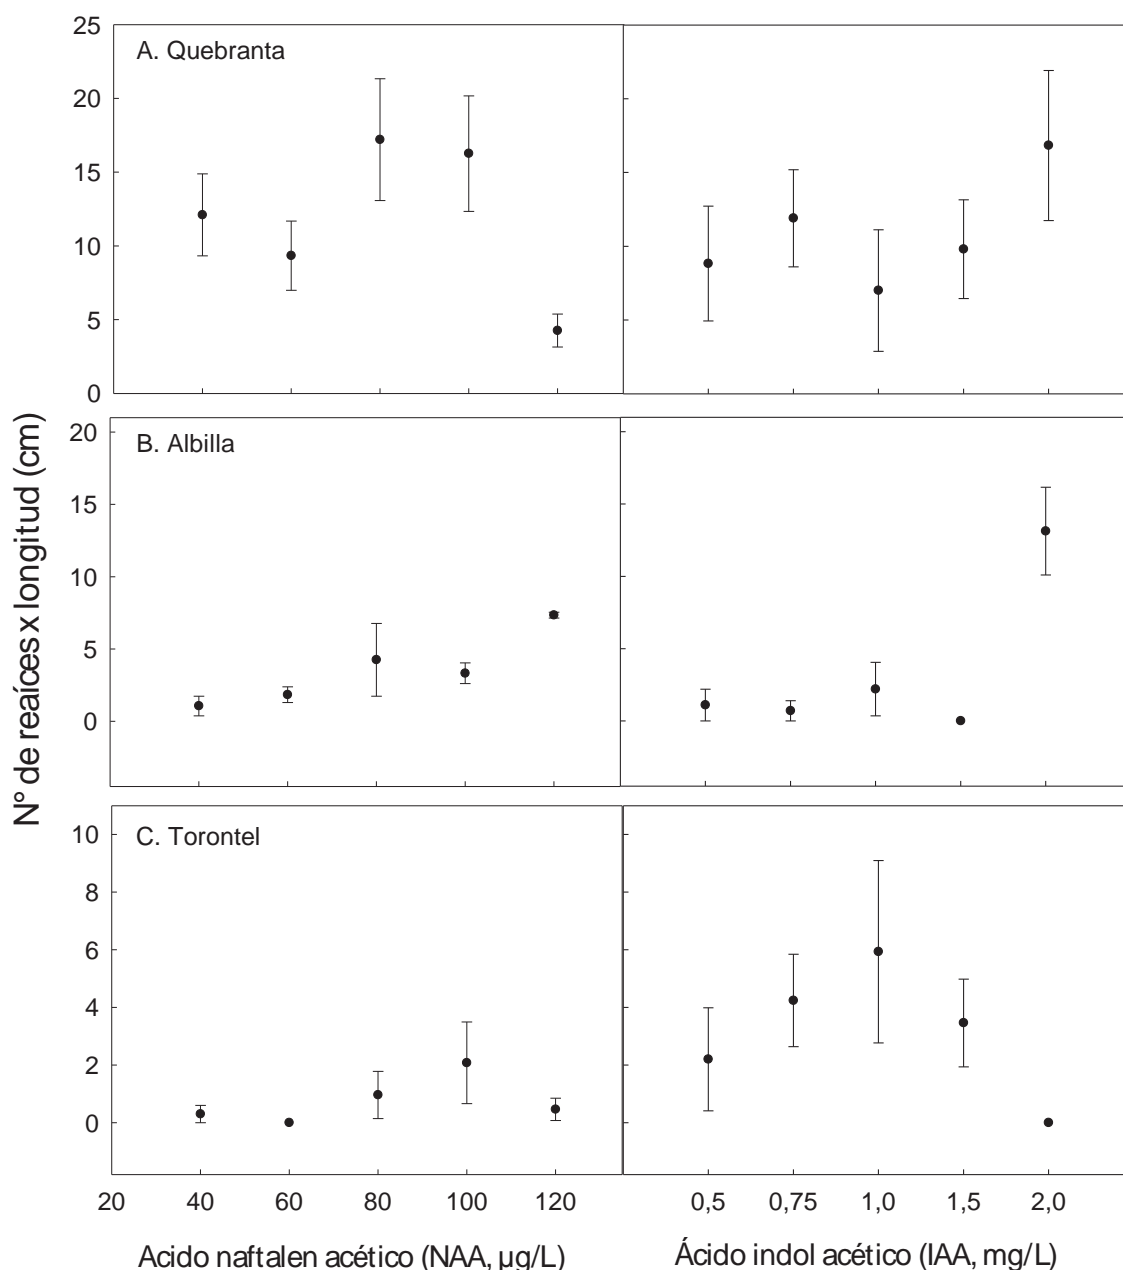 25
A. Quebranta
20
15
10
5
0
20
B. Albilla
15
10
5
0
N° de reaíces x longitud (cm)
10
C. Torontel
8
6
4
2
0
20 40 60 80 100 120 0,5 0,75 1,0 1,5 2,0
Acido naftalen acético (NAA, µg/L) Ácido indol acético (IAA, mg/L)